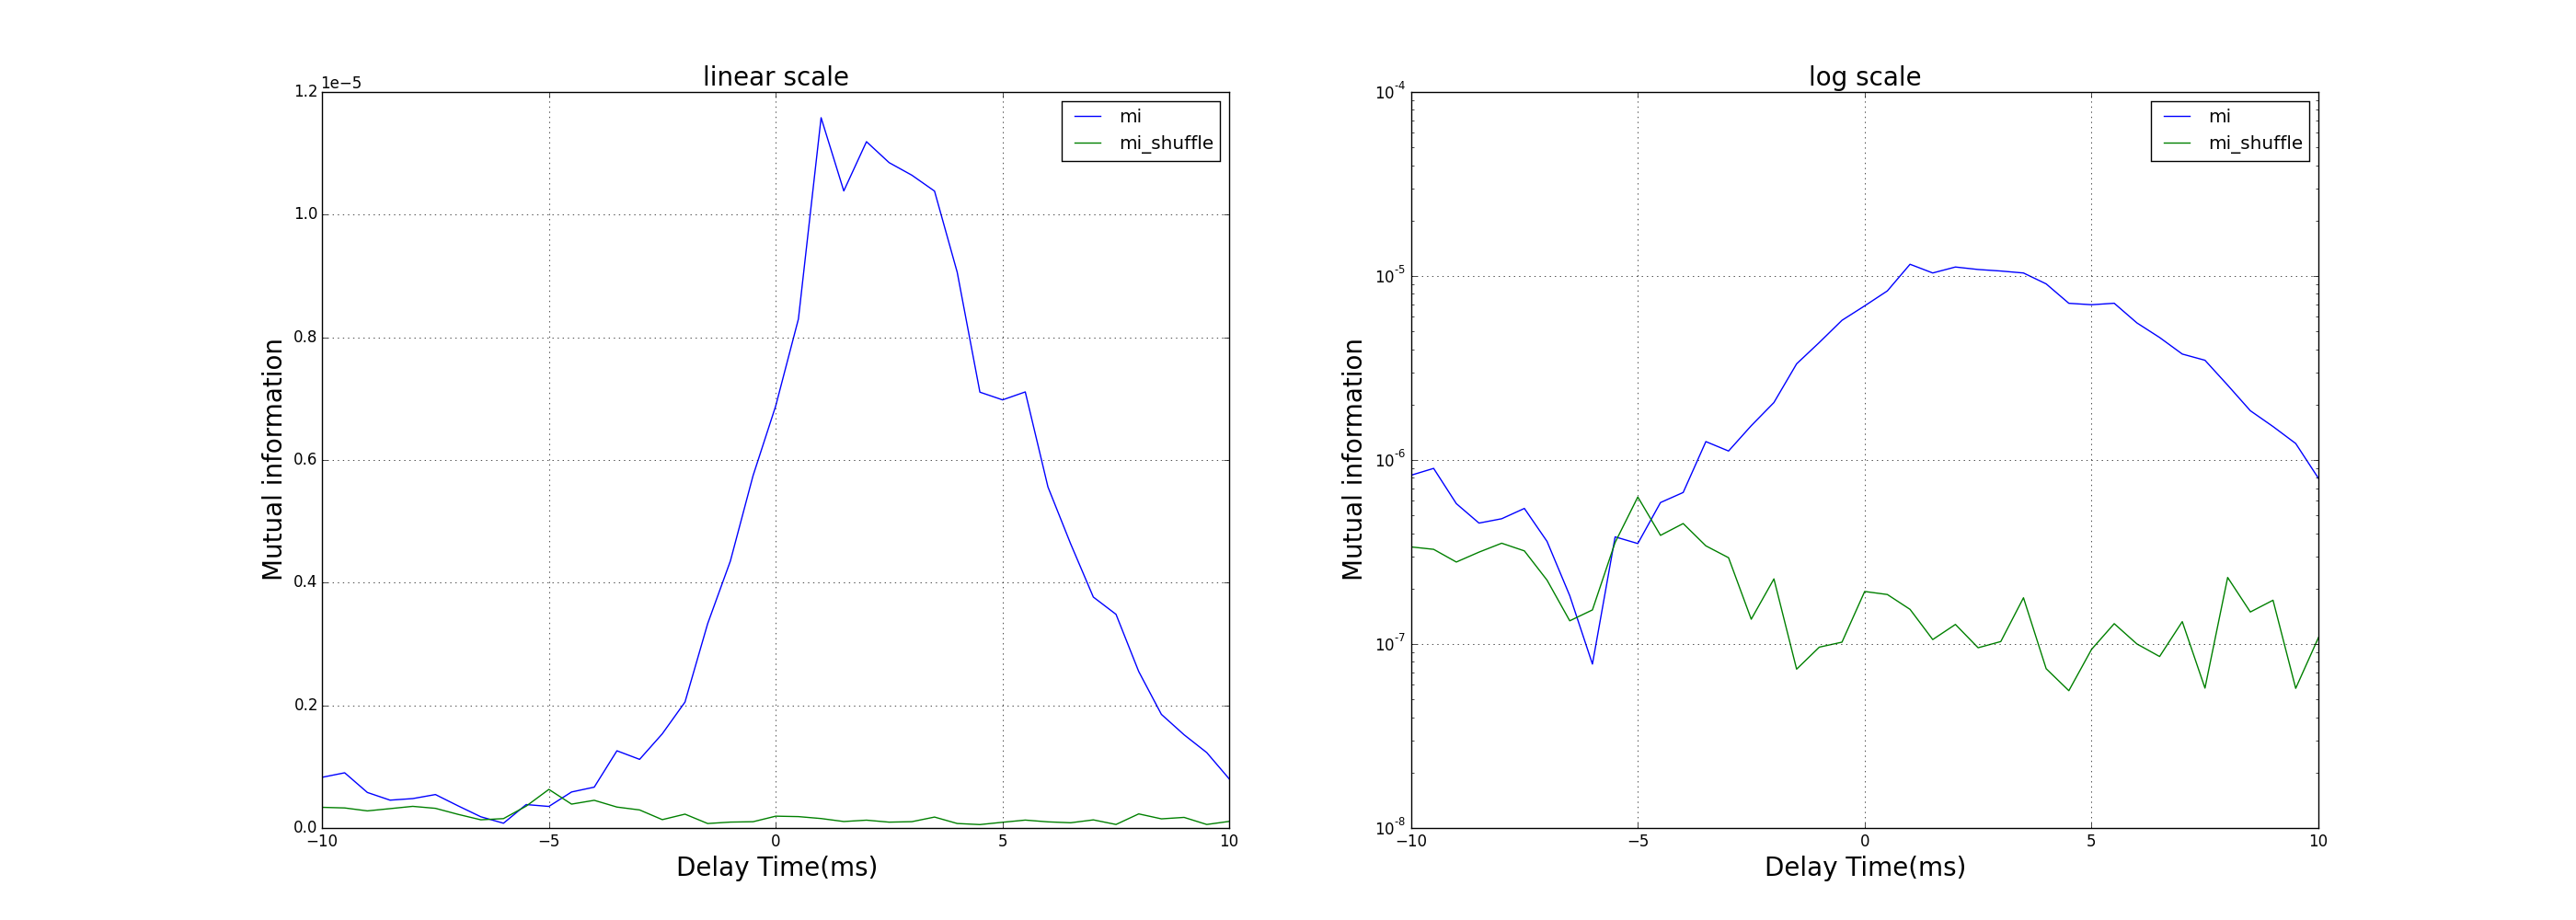 linear scale
1e−5
1.2
1.0
0.8
0.6
0.4
0.2
0.0
−10
−5
0
5
10
Delay Time(ms)
Mutual information
mi
mi_shuffle
log scale
10-4
10-5
10-6
10-7
10-8
−10
−5
0
5
10
Delay Time(ms)
Mutual information
mi
mi_shuffle